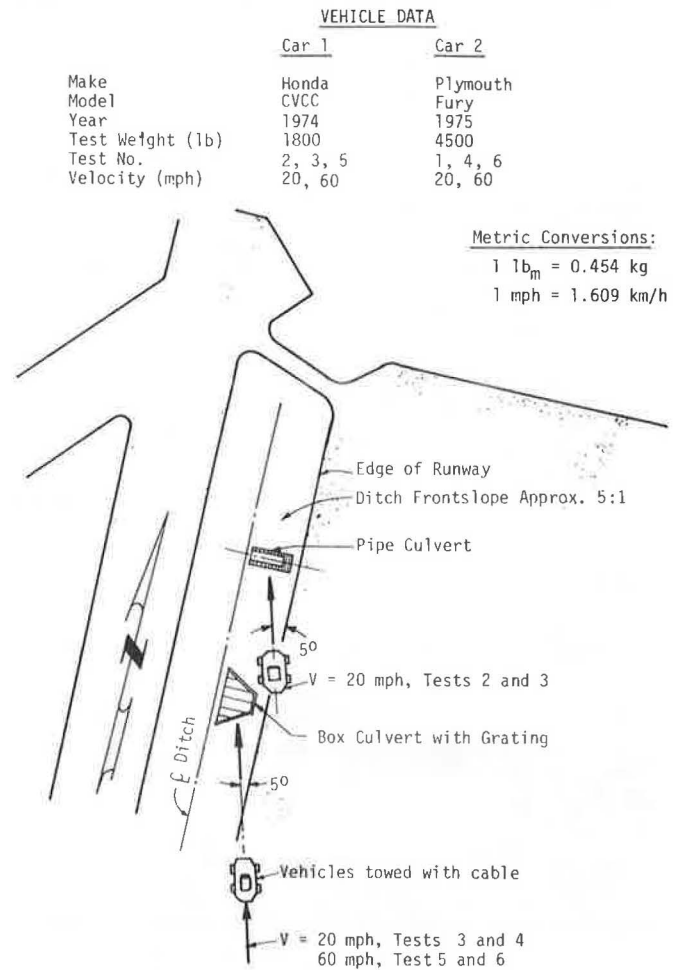 VEHICLE DATA
Car 1 Car 2
Make Honda Plymouth
Model CVCC Fury
Year 1974 1975
Test Weight (lb) 1800 4500
Test No. 2, 3, 5 1, 4, 6
Velocity (mph) 20, 60 20, 60
Metric Conversions:
1 lbm = 0.454 kg
1 mph = 1.609 km/h
Edge of Runway
Ditch Frontslope Approx. 5:1
Pipe Culvert
5°
V = 20 mph, Tests 2 and 3
Box Culvert with Grating
℄ Ditch
5°
Vehicles towed with cable
V = 20 mph, Tests 3 and 4
60 mph, Test 5 and 6